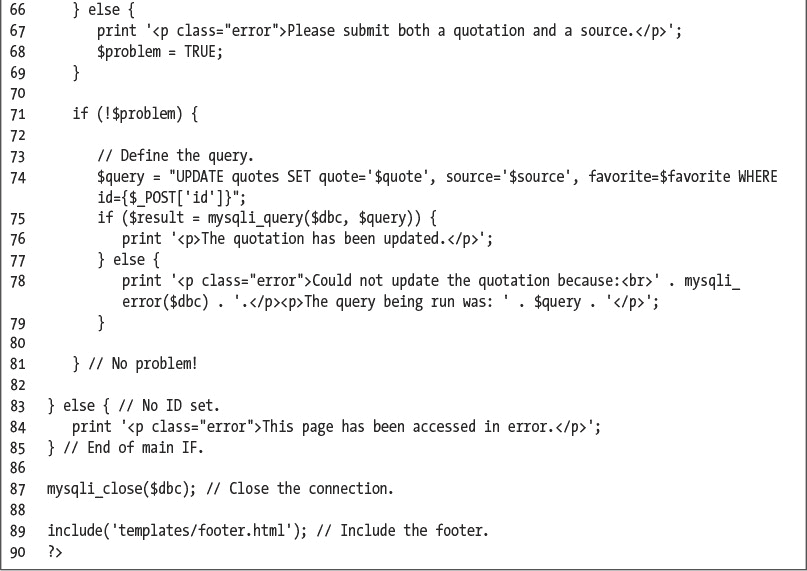 66 } else {
67 print '<p class="error">Please submit both a quotation and a source.</p>';
68 $problem = TRUE;
69 }
70
71 if (!$problem) {
72
73 // Define the query.
74 $query = "UPDATE quotes SET quote='$quote', source='$source', favorite=$favorite WHERE
id={$_POST['id']}";
75 if ($result = mysqli_query($dbc, $query)) {
76 print '<p>The quotation has been updated.</p>';
77 } else {
78 print '<p class="error">Could not update the quotation because:<br>' . mysqli_
error($dbc) . '.</p><p>The query being run was: ' . $query . '</p>';
79 }
80
81 } // No problem!
82
83 } else { // No ID set.
84 print '<p class="error">This page has been accessed in error.</p>';
85 } // End of main IF.
86
87 mysqli_close($dbc); // Close the connection.
88
89 include('templates/footer.html'); // Include the footer.
90 ?>